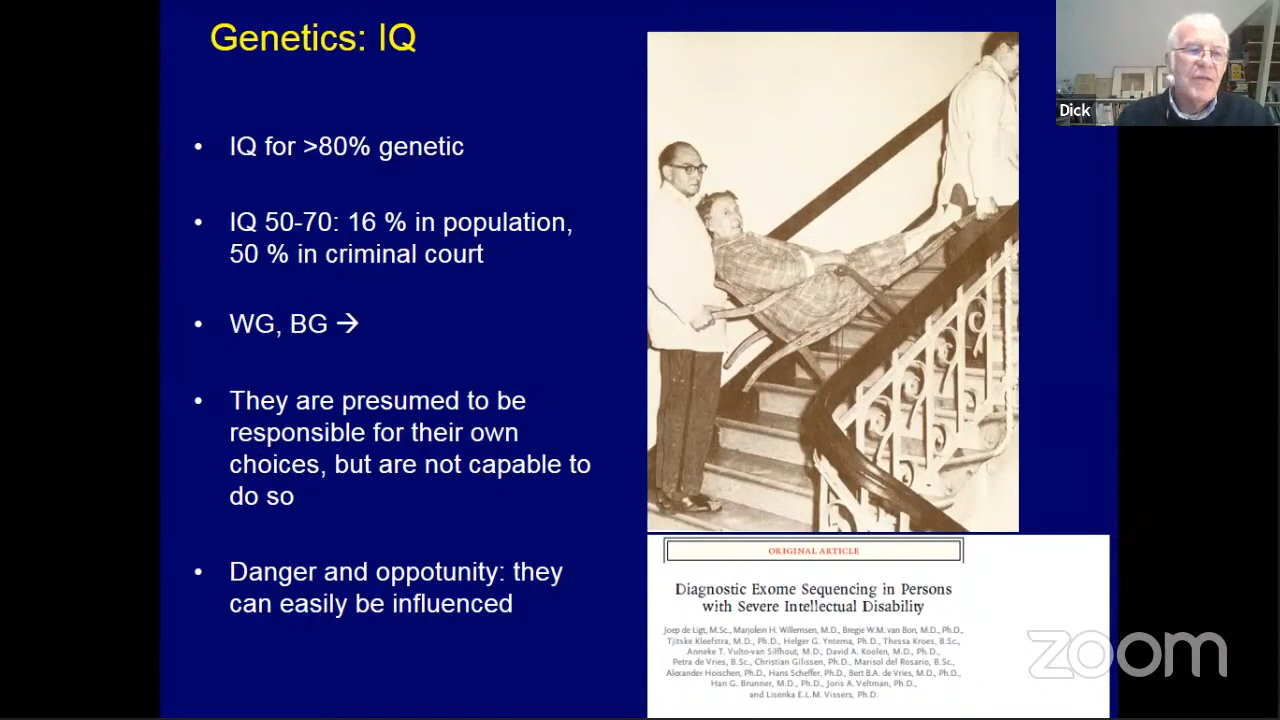 Genetics: IQ
Dick
• IQ for >80% genetic
• IQ 50-70: 16 % in population,
50 % in criminal court
• WG, BG →
• They are presumed to be
responsible for their own
choices, but are not capable to
do so
• Danger and oppotunity: they
can easily be influenced
ORIGINAL ARTICLE
Diagnostic Exome Sequencing in Persons
with Severe Intellectual Disability
Joep de Ligt, M.Sc., Marjolein H. Willemsen, M.D., Bregje W.M. van Bon, M.D., Ph.D.,
Tjitske Kleefstra, M.D., Ph.D., Helger G. Yntema, Ph.D., Thessa Kroes, B.Sc.,
Anneke T. Vulto-van Silfhout, M.D., David A. Koolen, M.D., Ph.D.,
Petra de Vries, B.Sc., Christian Gilissen, Ph.D., Marisol del Rosario, B.Sc.,
Alexander Hoischen, Ph.D., Hans Scheffer, Ph.D., Bert B.A. de Vries, M.D., Ph.D.,
Han G. Brunner, M.D., Ph.D., Joris A. Veltman, Ph.D.,
and Lisenka E.L.M. Vissers, Ph.D.
zoom